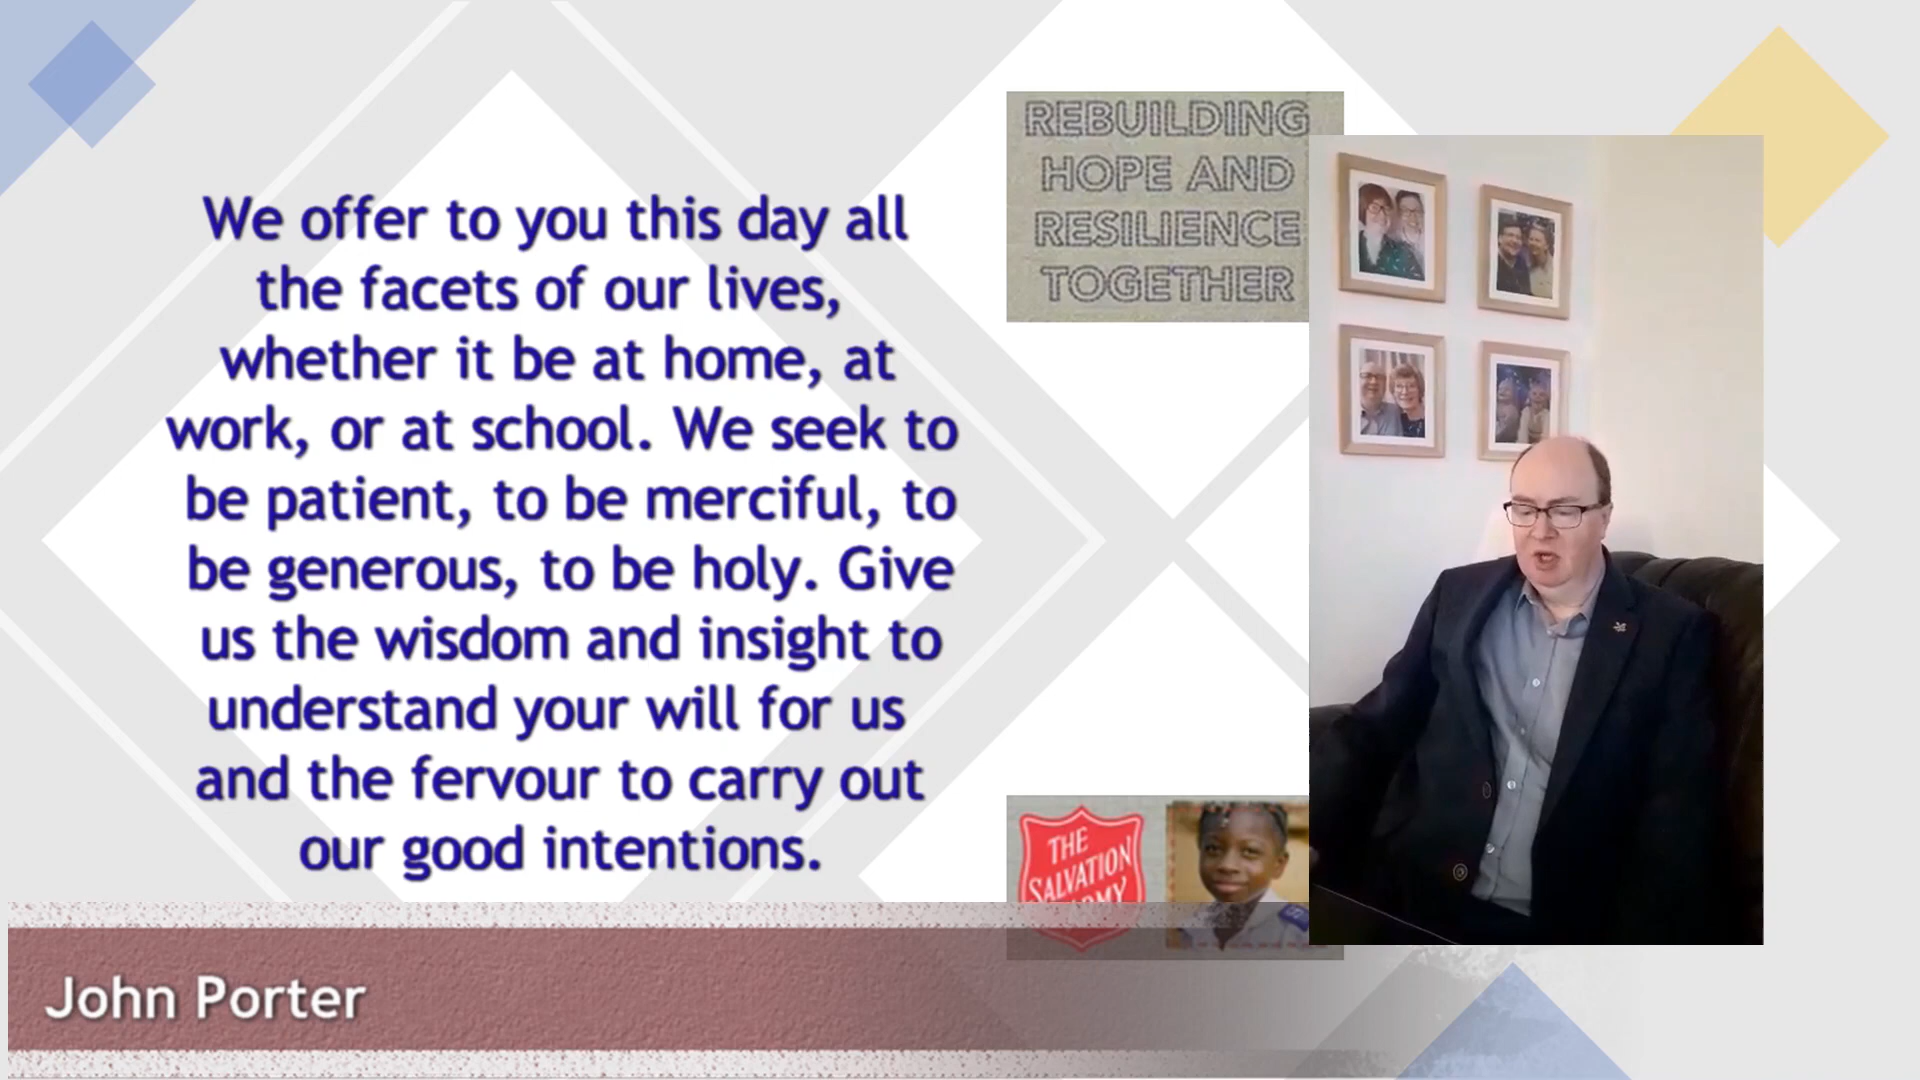 We offer to you this day all
the facets of our lives,
whether it be at home, at
work, or at school. We seek to
be patient, to be merciful, to
be generous, to be holy. Give
us the wisdom and insight to
understand your will for us
and the fervour to carry out
our good intentions.
REBUILDING
HOPE AND
RESILIENCE
TOGETHER
THE
SALVATION
ARMY
John Porter